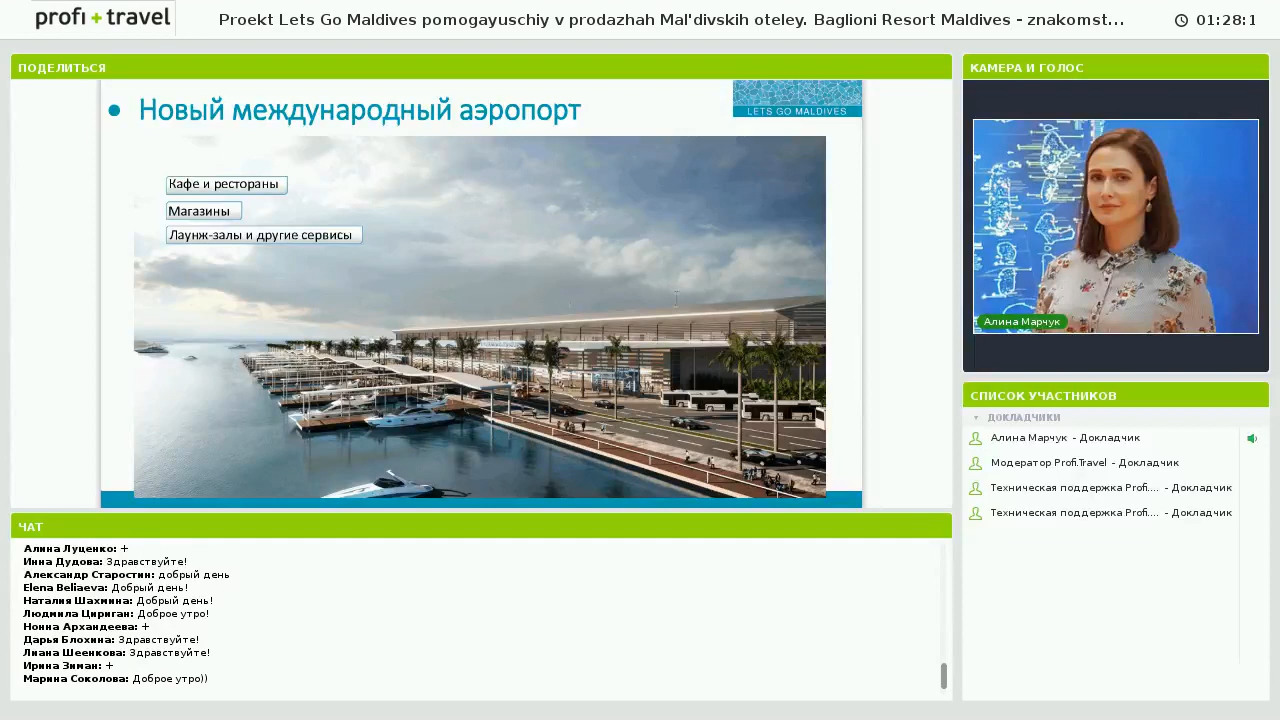 profi + travel
Proekt Lets Go Maldives pomogayuschiy v prodazhah Mal'divskih oteley. Baglioni Resort Maldives - znakomst...
01:28:1
ПОДЕЛИТЬСЯ
• Новый международный аэропорт
LETS GO MALDIVES
Кафе и рестораны
Магазины
Лаунж-залы и другие сервисы
КАМЕРА И ГОЛОС
Алина Марчук
СПИСОК УЧАСТНИКОВ
ДОКЛАДЧИКИ
Алина Марчук - Докладчик
Модератор Profi.Travel - Докладчик
Техническая поддержка Profi.... - Докладчик
Техническая поддержка Profi.... - Докладчик
ЧАТ
Алина Луценко: +
Инна Дудова: Здравствуйте!
Александр Старостин: добрый день
Elena Beliaeva: Добрый день!
Наталия Шахмина: Добрый день!
Людмила Цириган: Доброе утро!
Нонна Архандеева: +
Дарья Блохина: Здравствуйте!
Лиана Шеенкова: Здравствуйте!
Ирина Зиман: +
Марина Соколова: Доброе утро))